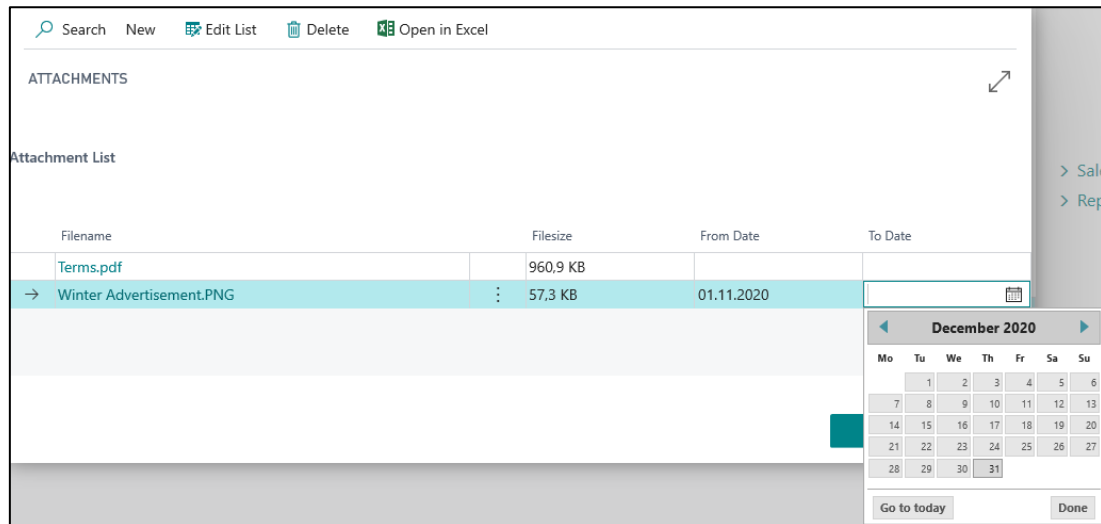 Search New Edit List Delete Open in Excel
ATTACHMENTS
Attachment List
> Sal
> Rep
Filename Filesize From Date To Date
Terms.pdf 960,9 KB
Winter Advertisement.PNG 57,3 KB 01.11.2020
December 2020
Mo Tu We Th Fr Sa Su
1 2 3 4 5 6
7 8 9 10 11 12 13
14 15 16 17 18 19 20
21 22 23 24 25 26 27
28 29 30 31
Go to today Done